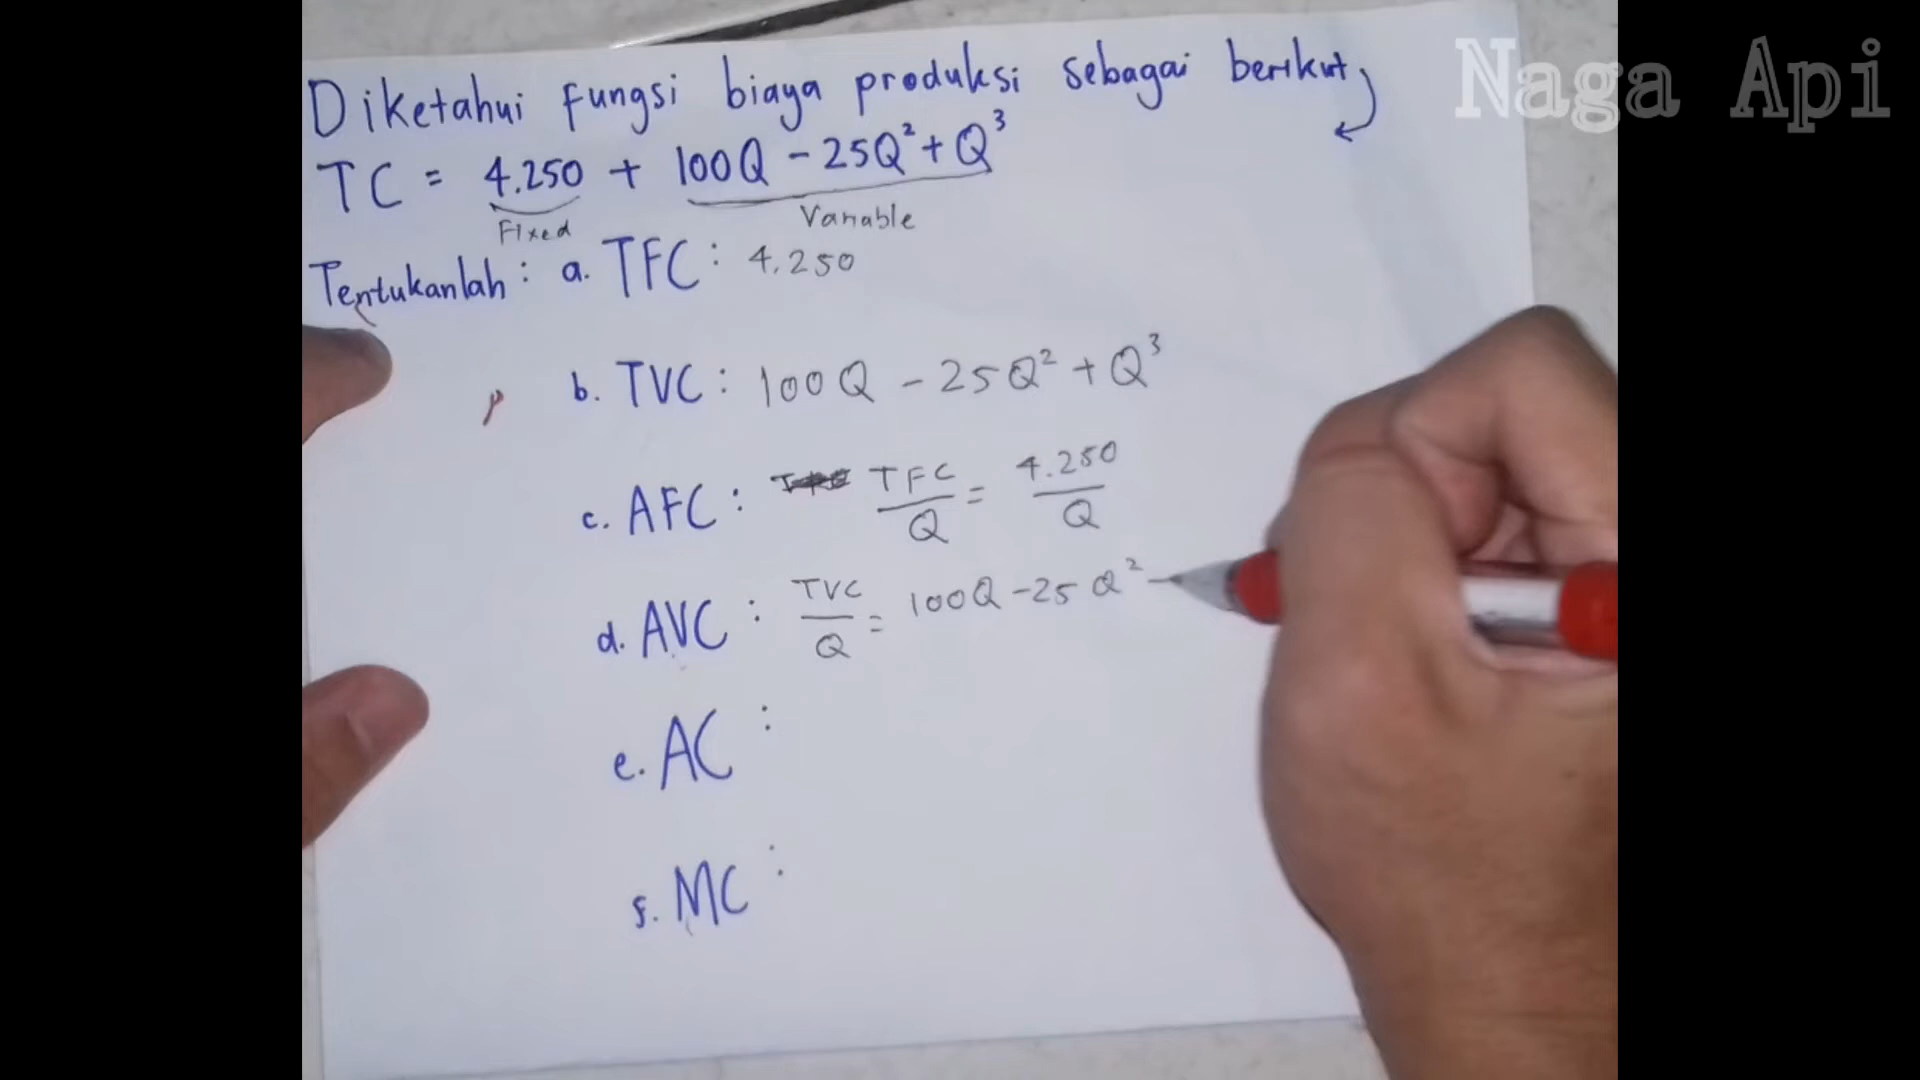 Naga Api
Diketahui fungsi biaya produksi sebagai berikut,
TC = 4.250 + 100Q - 25Q² + Q³
Fixed Variable
Tentukanlah : a. TFC : 4.250
b. TVC : 100Q - 25Q² + Q³
c. AFC : TFC/Q = 4.250/Q
d. AVC : TVC/Q = 100Q - 25Q² -
e. AC :
f. MC :